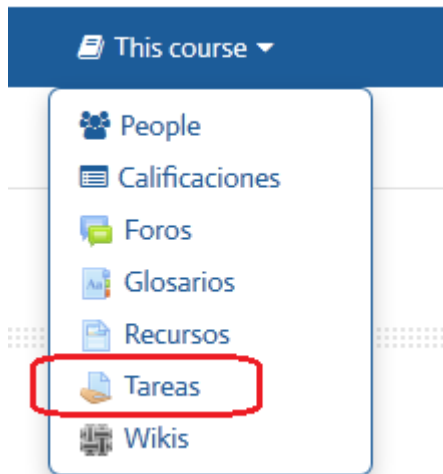 This course
People
Calificaciones
Foros
Glosarios
Recursos
Tareas
Wikis